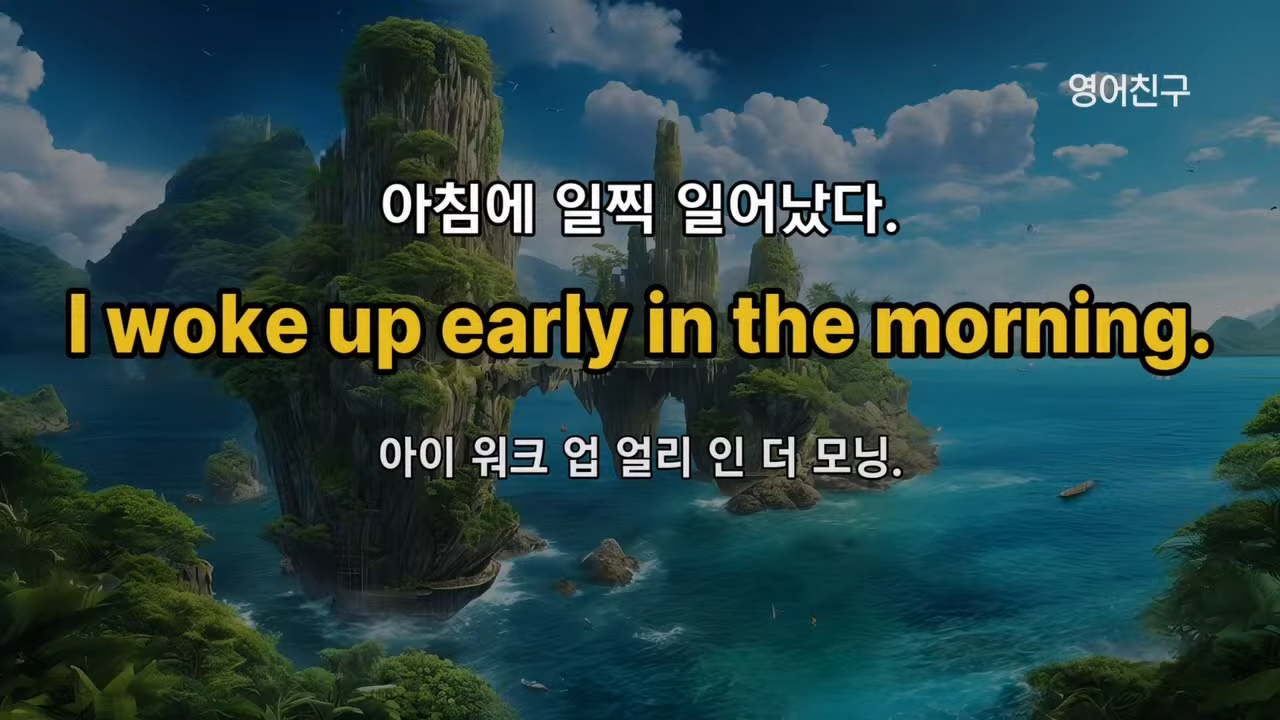 영어친구
아침에 일찍 일어났다.
I woke up early in the morning.
아이 워크 업 얼리 인 더 모닝.